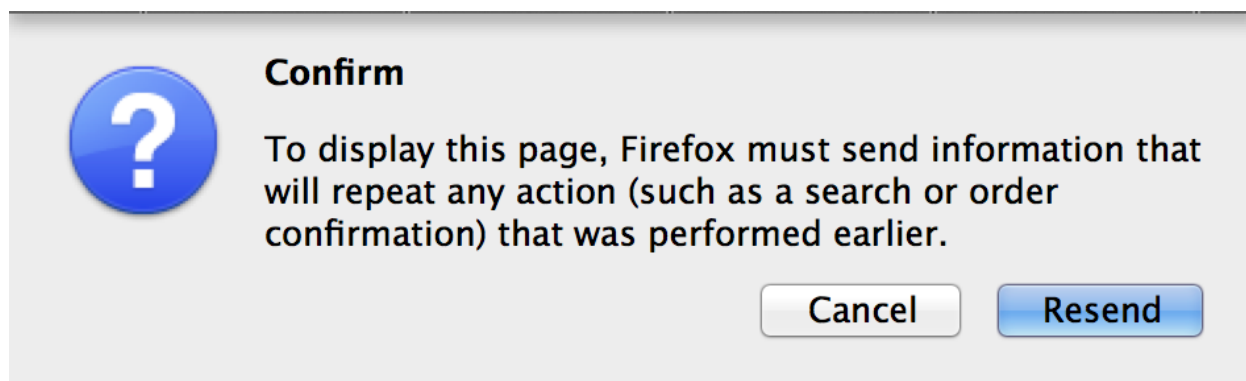 Confirm
To display this page, Firefox must send information that
will repeat any action (such as a search or order
confirmation) that was performed earlier.
Cancel
Resend